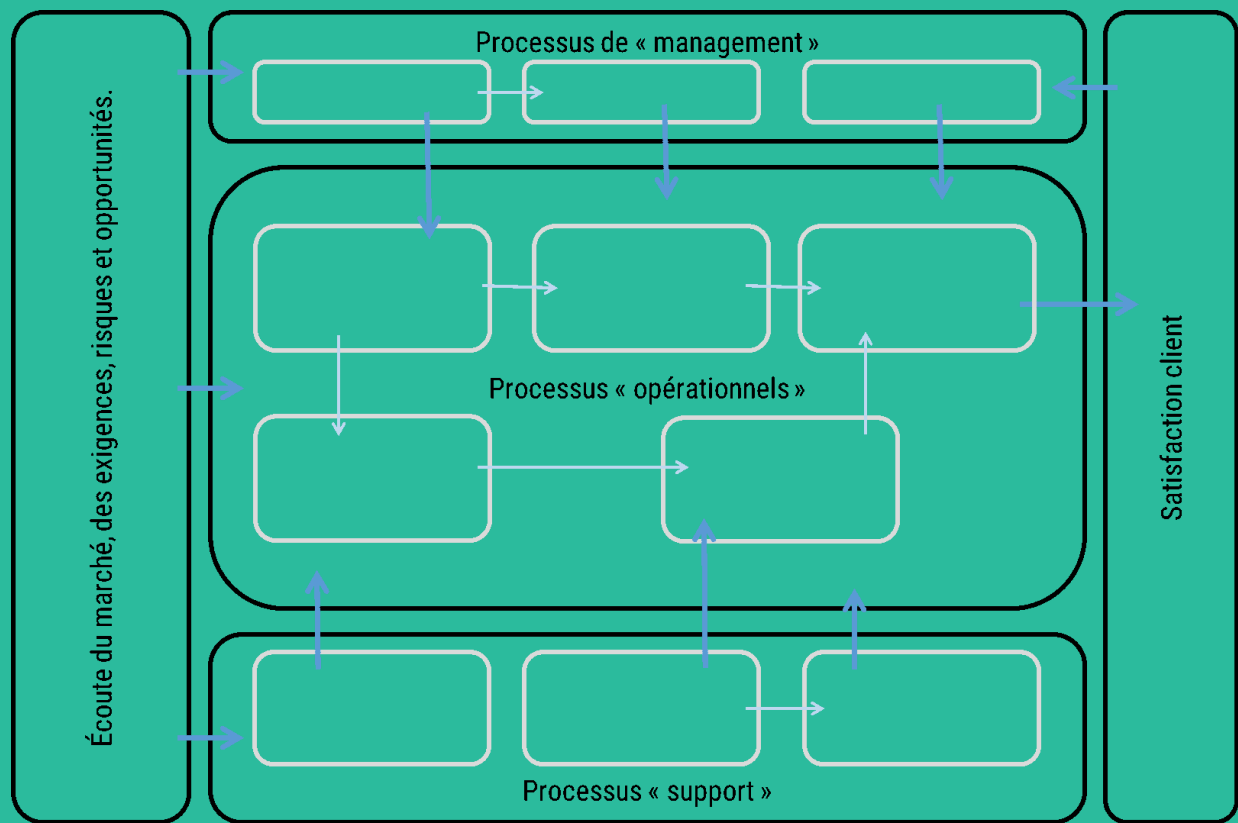 Processus de « management »
Écoute du marché, des exigences, risques et opportunités.
Processus « opérationnels »
Satisfaction client
Processus « support »